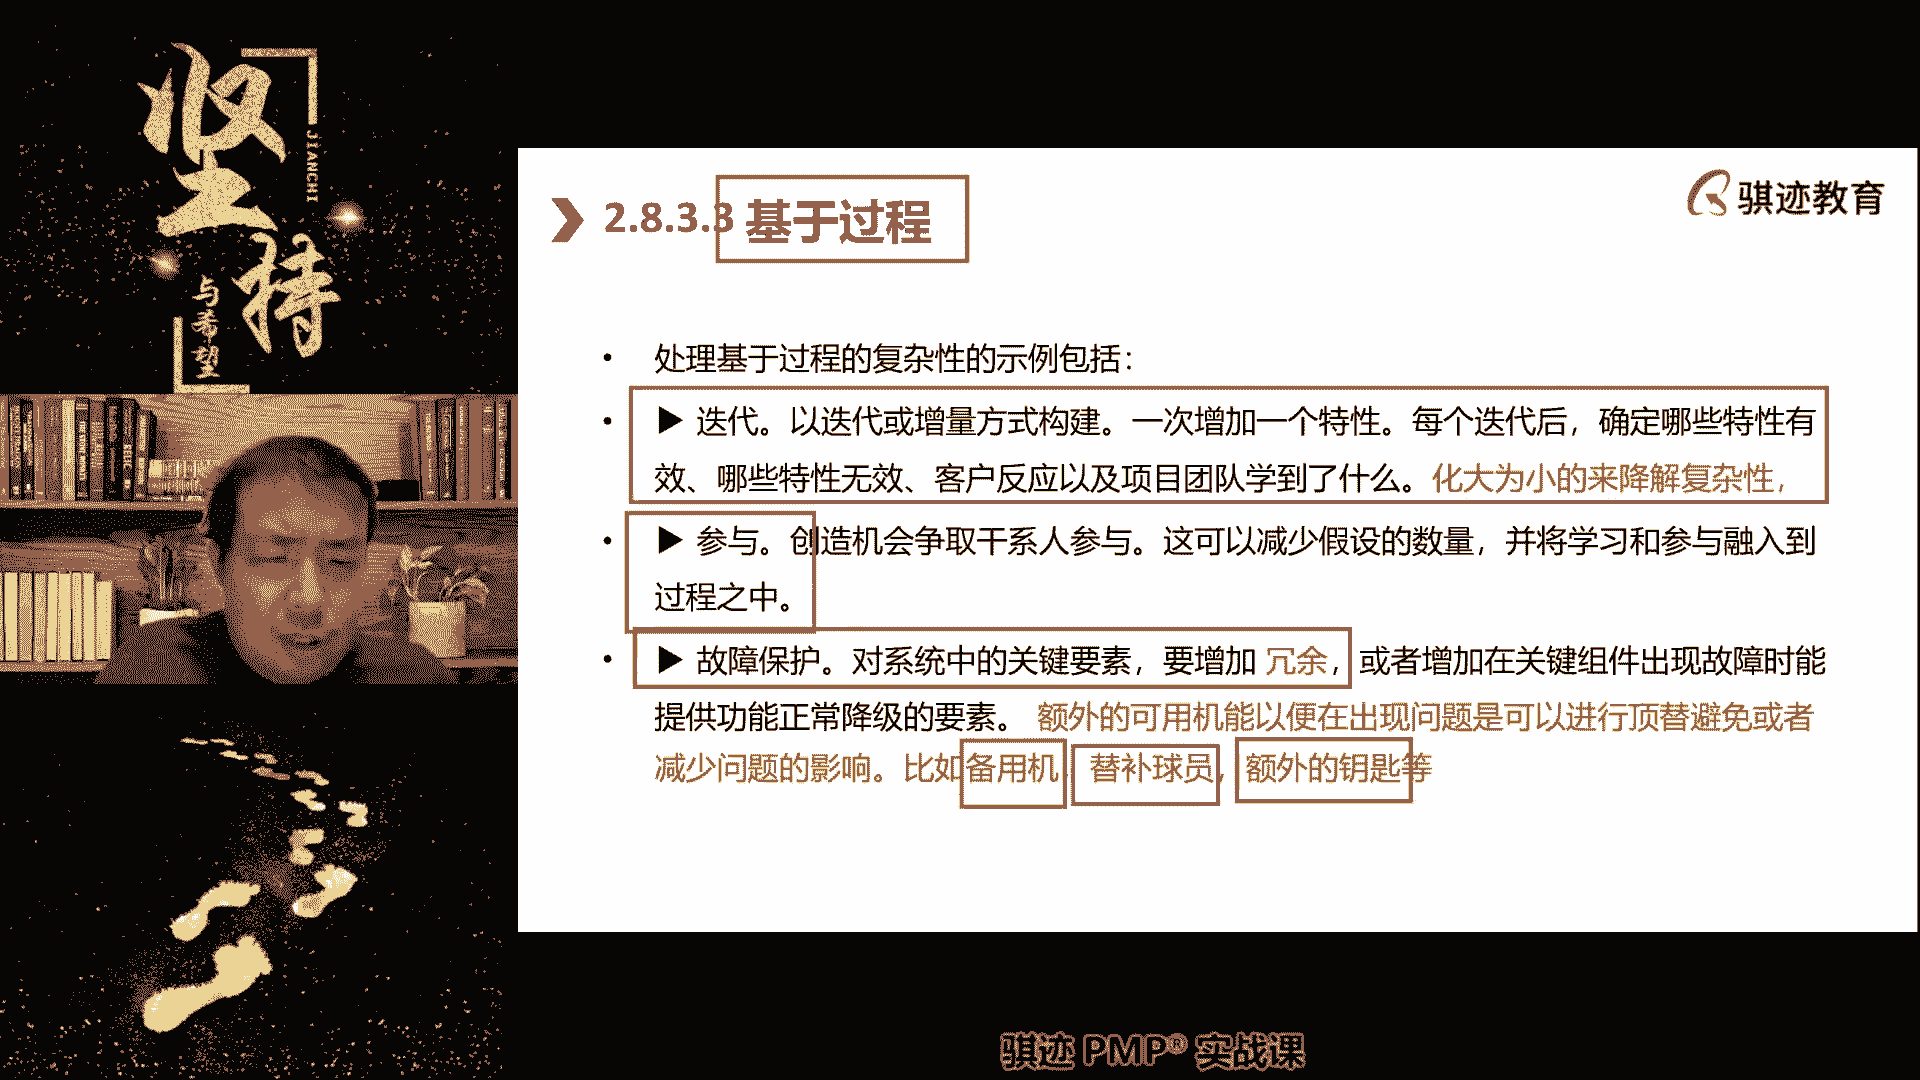 坚持
JIANCHI
与希望
2.8.3.3 基于过程
骐迹教育
• 处理基于过程的复杂性的示例包括：
• ▶ 迭代。以迭代或增量方式构建。一次增加一个特性。每个迭代后，确定哪些特性有
效、哪些特性无效、客户反应以及项目团队学到了什么。化大为小的来降解复杂性，
• ▶ 参与。创造机会争取干系人参与。这可以减少假设的数量，并将学习和参与融入到
过程之中。
• ▶ 故障保护。对系统中的关键要素，要增加 冗余，或者增加在关键组件出现故障时能
提供功能正常降级的要素。 额外的可用机能以便在出现问题是可以进行顶替避免或者
减少问题的影响。比如备用机，替补球员，额外的钥匙等
骐迹 PMP® 实战课